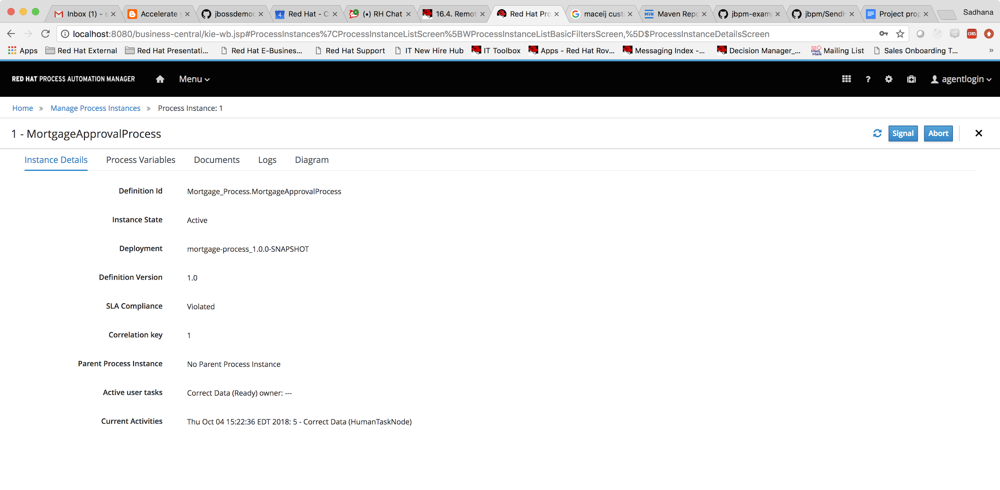 Inbox (1) - s Accelerate y jbossdemo Red Hat - C (•) RH Chat 16.4. Remot Red Hat Pro maceij cust Maven Repo jbpm-exam jbpm/SendH Project prop Sadhana
localhost:8080/business-central/kie-wb.jsp#ProcessInstances%7CProcessInstanceListScreen%5BWProcessInstanceListBasicFiltersScreen,%5D$ProcessInstanceDetailsScreen CORS
Apps Red Hat External Red Hat Presentati... Red Hat E-Busines... Red Hat Support IT New Hire Hub IT Toolbox Apps - Red Hat Rov... Messaging Index -... Decision Manager_... Mailing List Sales Onboarding T... »
RED HAT PROCESS AUTOMATION MANAGER Menu ? agentlogin
Home » Manage Process Instances » Process Instance: 1
1 - MortgageApprovalProcess Signal Abort
Instance Details Process Variables Documents Logs Diagram
Definition Id Mortgage_Process.MortgageApprovalProcess
Instance State Active
Deployment mortgage-process_1.0.0-SNAPSHOT
Definition Version 1.0
SLA Compliance Violated
Correlation key 1
Parent Process Instance No Parent Process Instance
Active user tasks Correct Data (Ready) owner: ---
Current Activities Thu Oct 04 15:22:36 EDT 2018: 5 - Correct Data (HumanTaskNode)